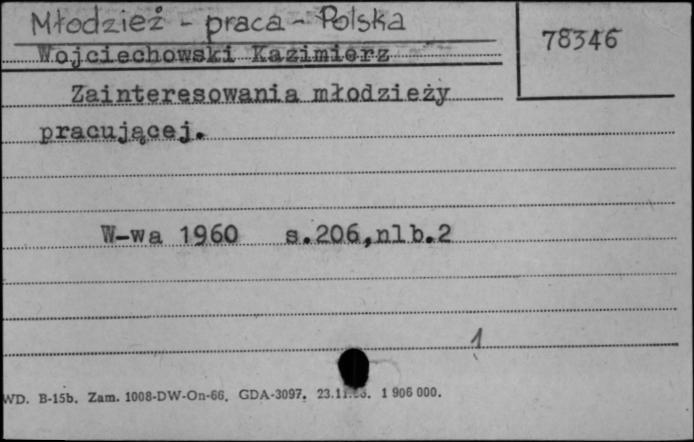 Młodzież - praca - Polska
78346
Wojciechowski Kazimierz
Zainteresowania młodzieży
pracującej.
W-wa 1960 s.206,nlb.2
1
WD. B-15b. Zam. 1008-DW-On-66. GDA-3097. 1 906 000.